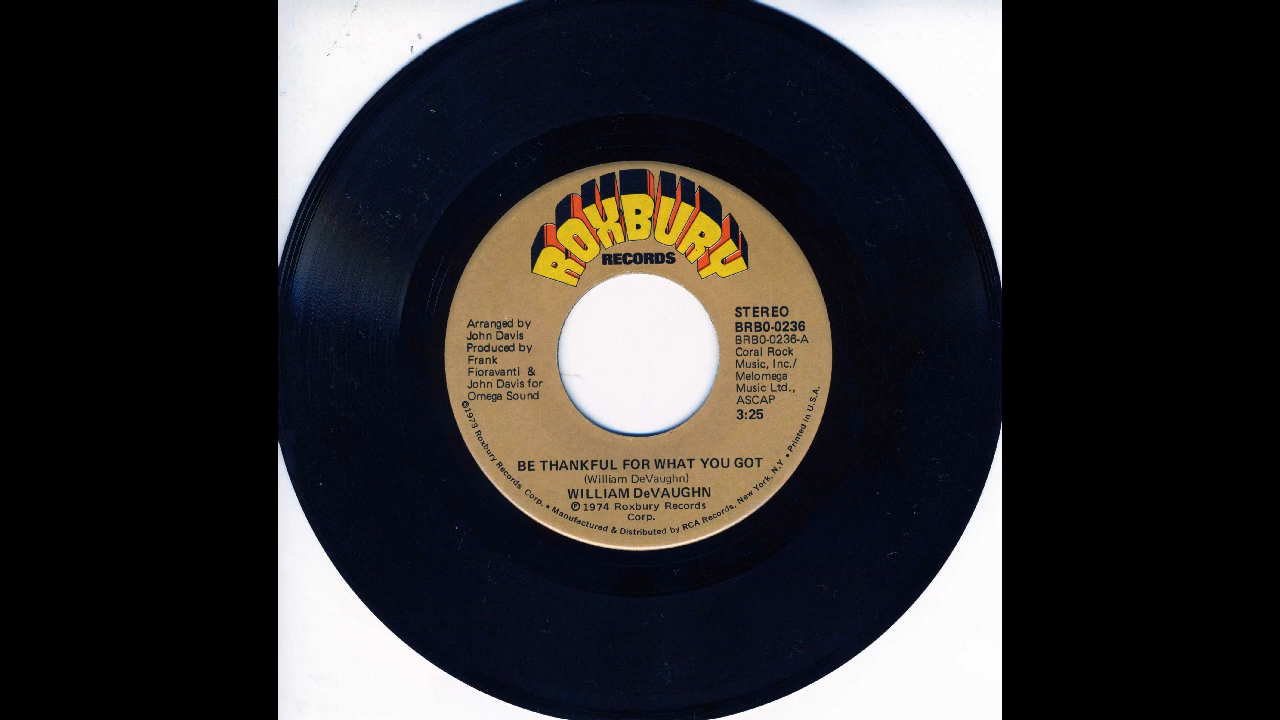 ROXBURY
RECORDS
Arranged by
John Davis
Produced by
Frank
Fioravanti &
John Davis for
Omega Sound
STEREO
BRBO-0236
BRBO-0236-A
Coral Rock
Music, Inc./
Melomega
Music Ltd.,
ASCAP
3:25
BE THANKFUL FOR WHAT YOU GOT
(William DeVaughn)
WILLIAM DeVAUGHN
℗ 1974 Roxbury Records
Corp.
©1973 Roxbury Records Corp. • Manufactured & Distributed by RCA Records, New York, N.Y • Printed in U.S.A.